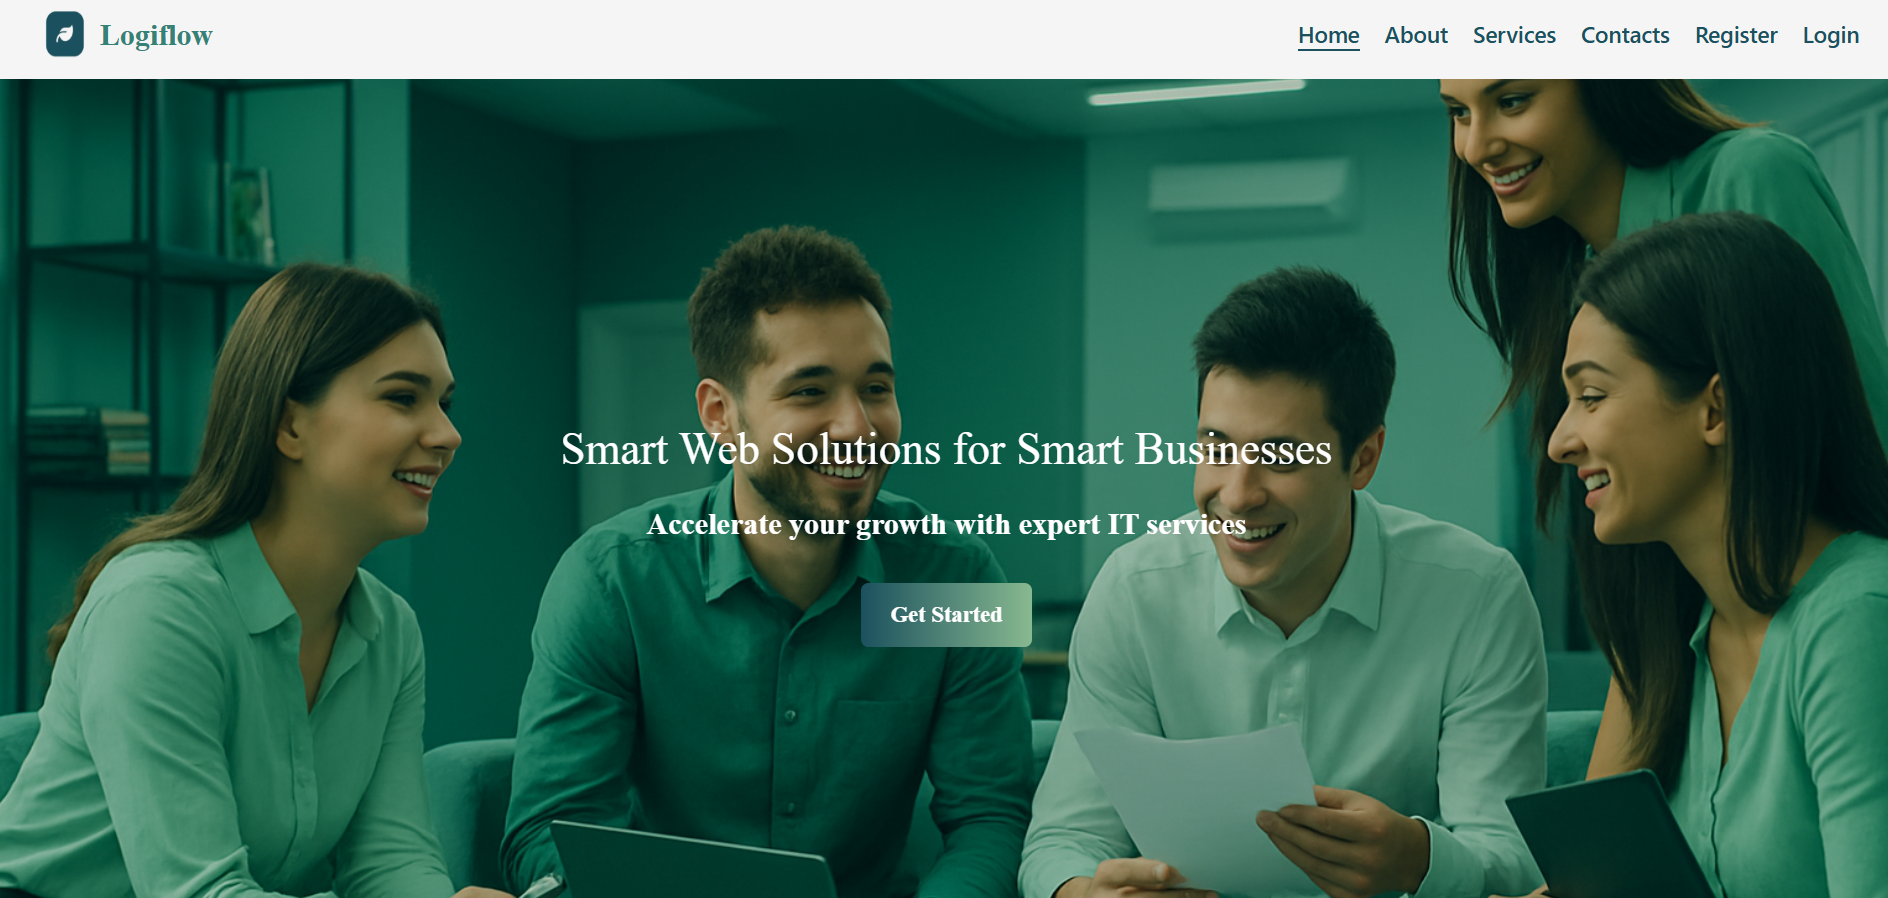 Logiflow
Home About Services Contacts Register Login
Smart Web Solutions for Smart Businesses
Accelerate your growth with expert IT services
Get Started